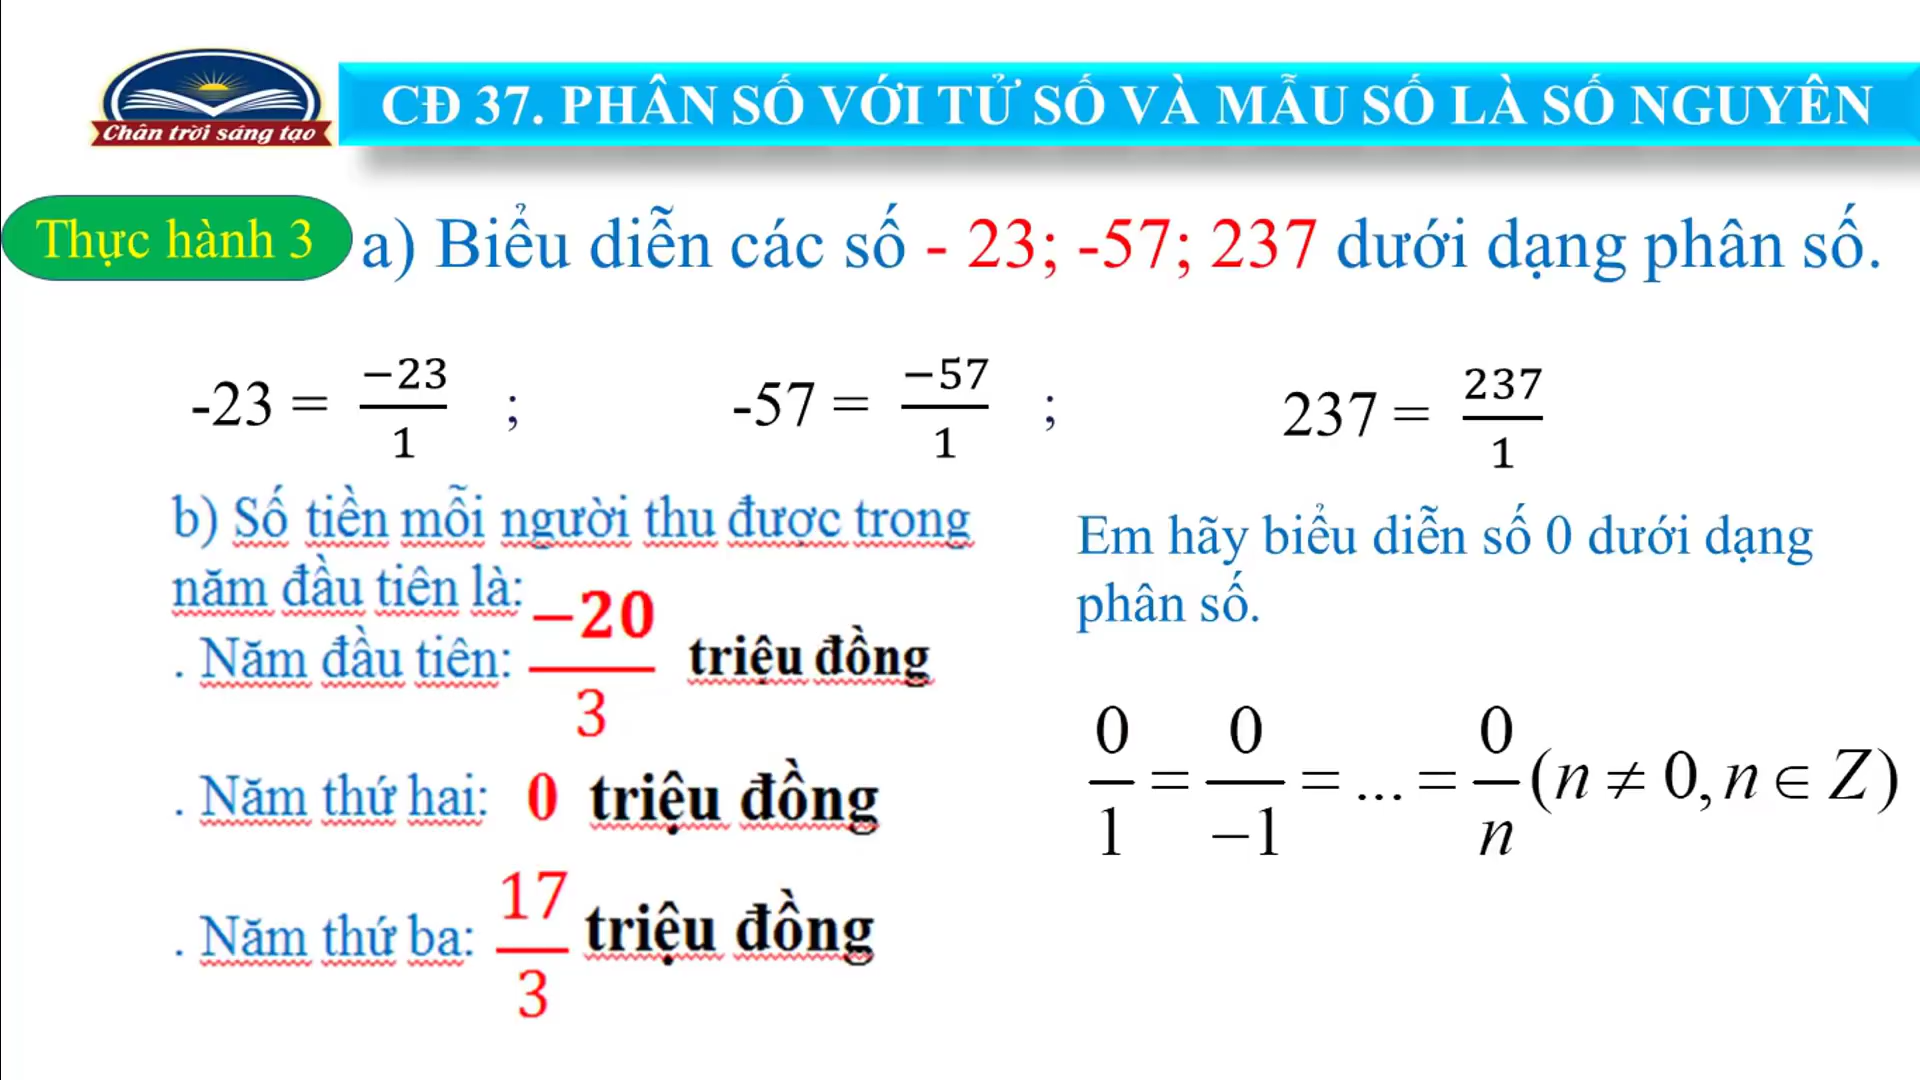 Chân trời sáng tạo
CĐ 37. PHÂN SỐ VỚI TỬ SỐ VÀ MẪU SỐ LÀ SỐ NGUYÊN
Thực hành 3 a) Biểu diễn các số - 23; -57; 237 dưới dạng phân số.
-23 = −23/1 ; -57 = −57/1 ; 237 = 237/1
b) Số tiền mỗi người thu được trong
năm đầu tiên là:
. Năm đầu tiên: −20/3 triệu đồng
. Năm thứ hai: 0 triệu đồng
. Năm thứ ba: 17/3 triệu đồng
Em hãy biểu diễn số 0 dưới dạng
phân số.
0/1 = 0/−1 = ... = 0/n (n ≠ 0, n ∈ Z)